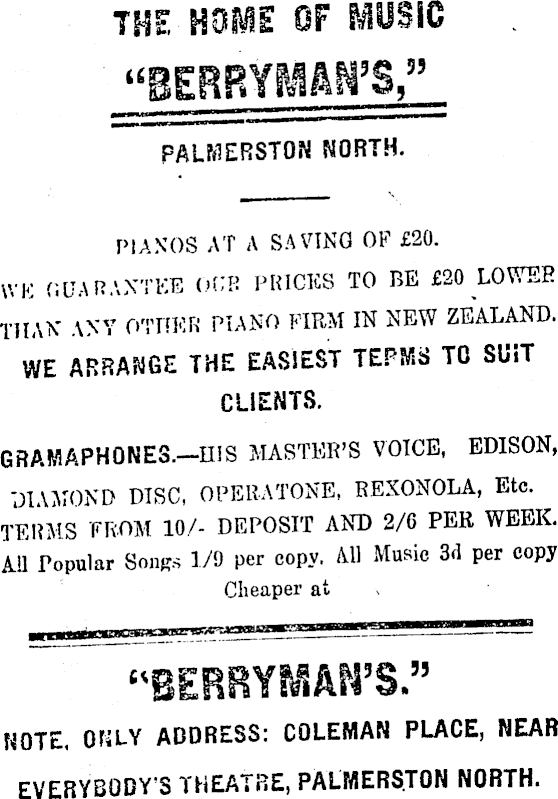 THE HOME OF MUSIC
“BERRYMAN’S,”
PALMERSTON NORTH.
PIANOS AT A SAVING OF £20.
WE GUARANTEE OUR PRICES TO BE £20 LOWER
THAN ANY OTHER PIANO FIRM IN NEW ZEALAND.
WE ARRANGE THE EASIEST TERMS TO SUIT
CLIENTS.
GRAMAPHONES.—HIS MASTER’S VOICE, EDISON,
DIAMOND DISC, OPERATONE, REXONOLA, Etc.
TERMS FROM 10/- DEPOSIT AND 2/6 PER WEEK.
All Popular Songs 1/9 per copy. All Music 3d per copy
Cheaper at
“BERRYMAN’S.”
NOTE, ONLY ADDRESS: COLEMAN PLACE, NEAR
EVERYBODY’S THEATRE, PALMERSTON NORTH.